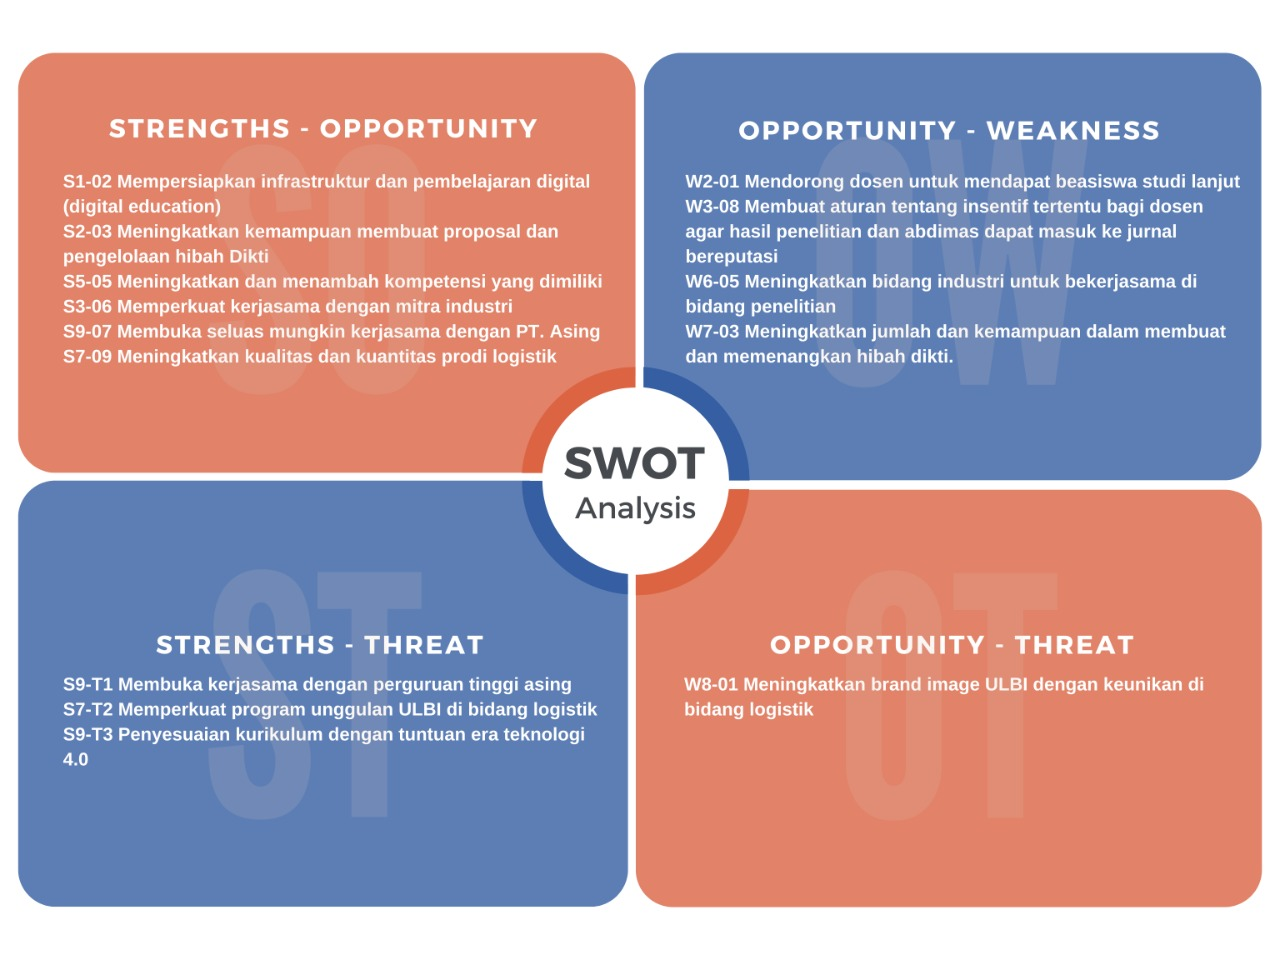 STRENGTHS - OPPORTUNITY
SO
S1-02 Mempersiapkan infrastruktur dan pembelajaran digital
(digital education)
S2-03 Meningkatkan kemampuan membuat proposal dan
pengelolaan hibah Dikti
S5-05 Meningkatkan dan menambah kompetensi yang dimiliki
S3-06 Memperkuat kerjasama dengan mitra industri
S9-07 Membuka seluas mungkin kerjasama dengan PT. Asing
S7-09 Meningkatkan kualitas dan kuantitas prodi logistik
OPPORTUNITY - WEAKNESS
OW
W2-01 Mendorong dosen untuk mendapat beasiswa studi lanjut
W3-08 Membuat aturan tentang insentif tertentu bagi dosen
agar hasil penelitian dan abdimas dapat masuk ke jurnal
bereputasi
W6-05 Meningkatkan bidang industri untuk bekerjasama di
bidang penelitian
W7-03 Meningkatkan jumlah dan kemampuan dalam membuat
dan memenangkan hibah dikti.
SWOT
Analysis
STRENGTHS - THREAT
ST
S9-T1 Membuka kerjasama dengan perguruan tinggi asing
S7-T2 Memperkuat program unggulan ULBI di bidang logistik
S9-T3 Penyesuaian kurikulum dengan tuntuan era teknologi
4.0
OPPORTUNITY - THREAT
OT
W8-01 Meningkatkan brand image ULBI dengan keunikan di
bidang logistik